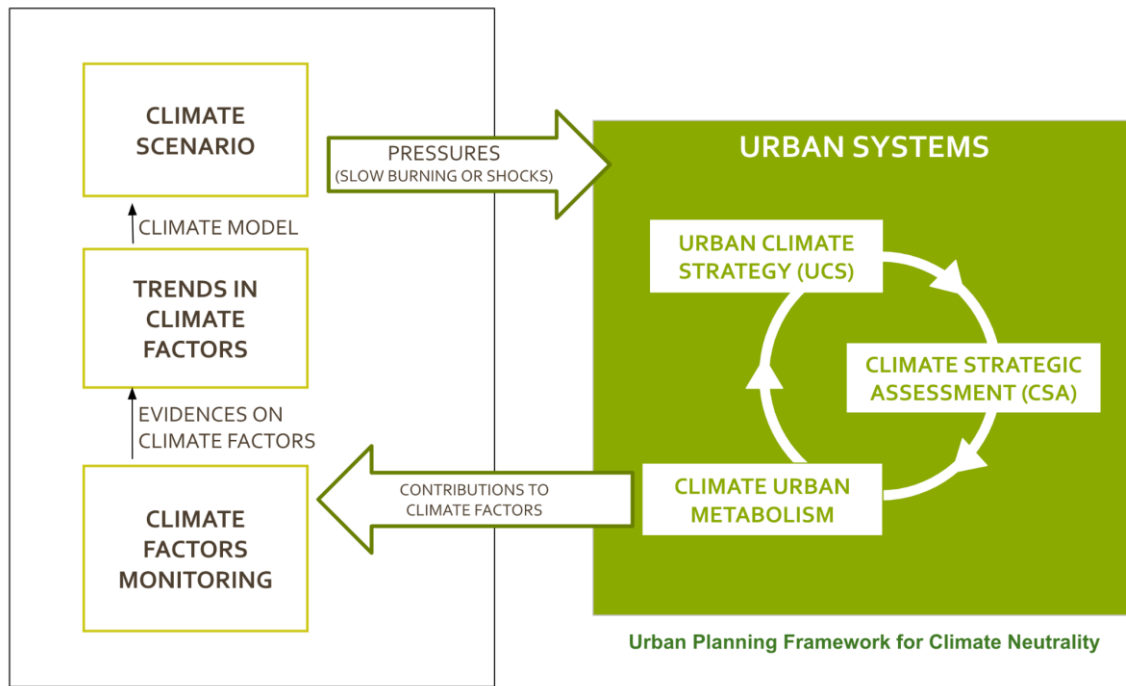 CLIMATE
SCENARIO
CLIMATE MODEL
TRENDS IN
CLIMATE
FACTORS
EVIDENCES ON
CLIMATE FACTORS
CLIMATE
FACTORS
MONITORING
PRESSURES
(SLOW BURNING OR SHOCKS)
CONTRIBUTIONS TO
CLIMATE FACTORS
URBAN SYSTEMS
URBAN CLIMATE
STRATEGY (UCS)
CLIMATE STRATEGIC
ASSESSMENT (CSA)
CLIMATE URBAN
METABOLISM
Urban Planning Framework for Climate Neutrality